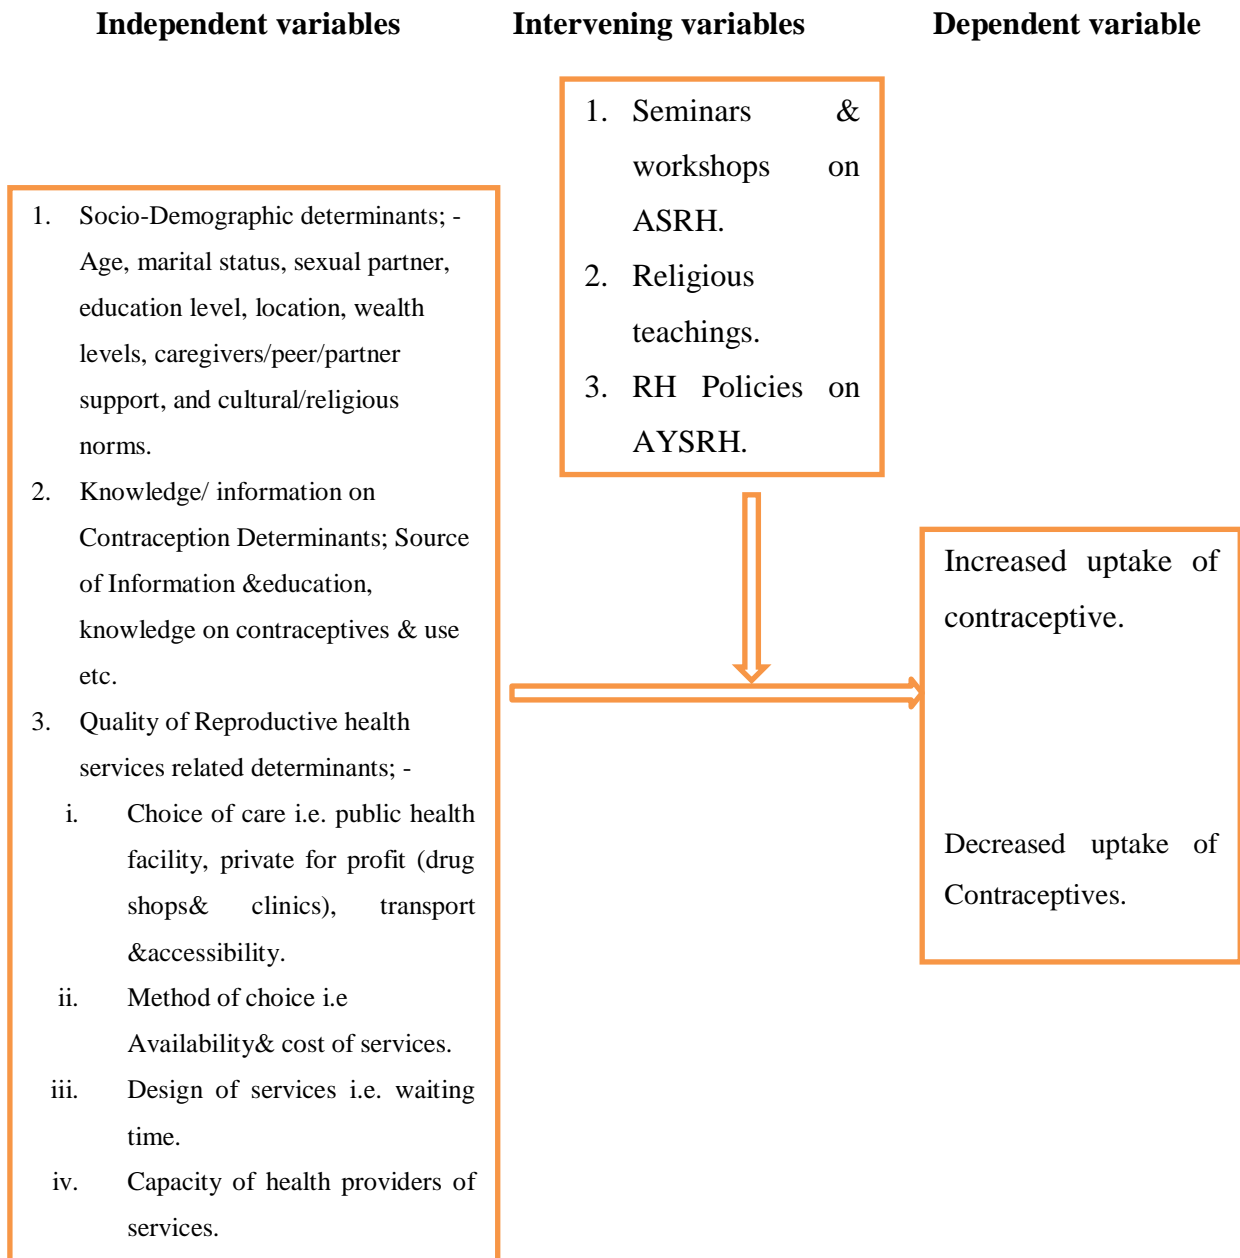 Independent variables
Intervening variables
Dependent variable
1. Seminars &
workshops on
ASRH.
2. Religious
teachings.
3. RH Policies on
AYSRH.
1. Socio-Demographic determinants; -
Age, marital status, sexual partner,
education level, location, wealth
levels, caregivers/peer/partner
support, and cultural/religious
norms.
2. Knowledge/ information on
Contraception Determinants; Source
of Information &education,
knowledge on contraceptives & use
etc.
3. Quality of Reproductive health
services related determinants; -
i. Choice of care i.e. public health
facility, private for profit (drug
shops& clinics), transport
&accessibility.
ii. Method of choice i.e
Availability& cost of services.
iii. Design of services i.e. waiting
time.
iv. Capacity of health providers of
services.
Increased uptake of
contraceptive.
Decreased uptake of
Contraceptives.